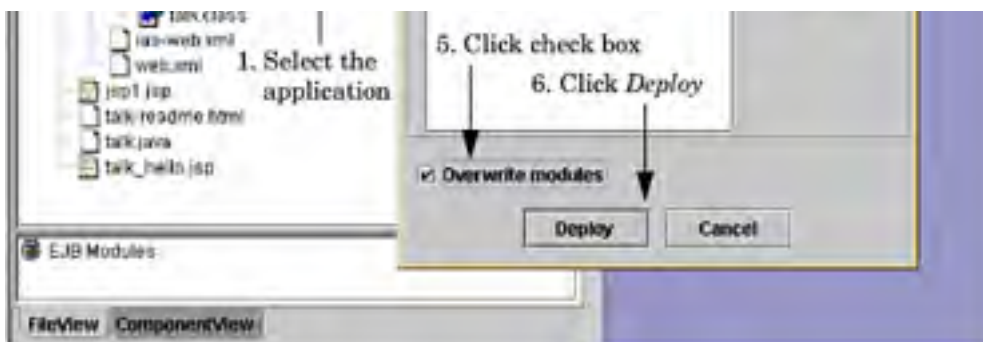 talk.class
ias-web.xml
web.xml
1. Select the
application
jsp1.jsp
talk-readme.html
talk.java
talk_hello.jsp
5. Click check box
6. Click Deploy
Overwrite modules
Deploy
Cancel
EJB Modules
FileView
ComponentView